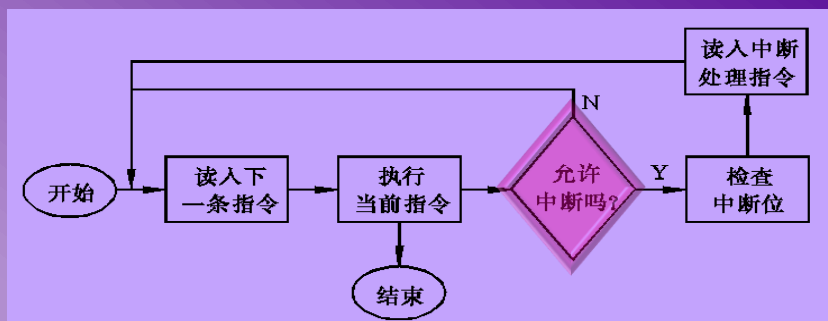 读入中断
处理指令
N
开始
读入下
一条指令
执行
当前指令
允许
中断吗?
Y
检查
中断位
结束